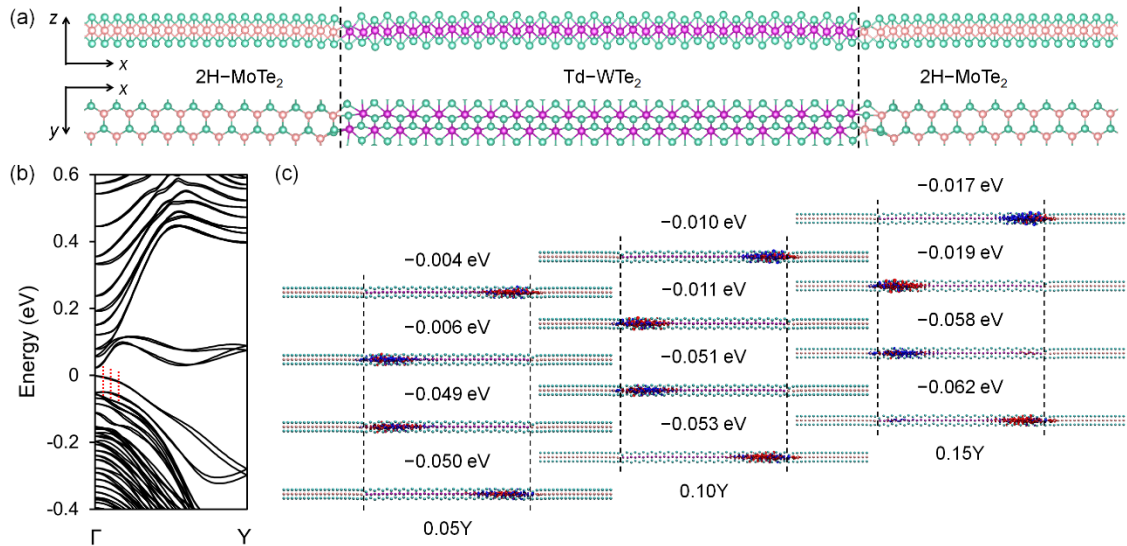 (a)
z
x
2H−MoTe₂
Td−WTe₂
2H−MoTe₂
x
y
(b)
0.6
0.4
0.2
0
-0.2
-0.4
Energy (eV)
Γ
Y
(c)
−0.004 eV
−0.006 eV
−0.049 eV
−0.050 eV
0.05Y
−0.010 eV
−0.011 eV
−0.051 eV
−0.053 eV
0.10Y
−0.017 eV
−0.019 eV
−0.058 eV
−0.062 eV
0.15Y